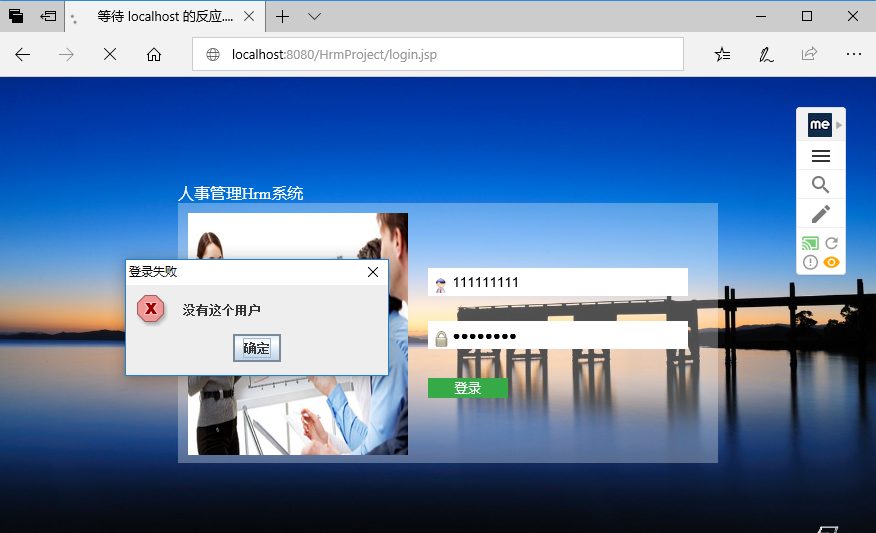 等待 localhost 的反应....
localhost:8080/HrmProject/login.jsp
me
人事管理Hrm系统
登录失败
没有这个用户
确定
111111111
●●●●●●●●
登录